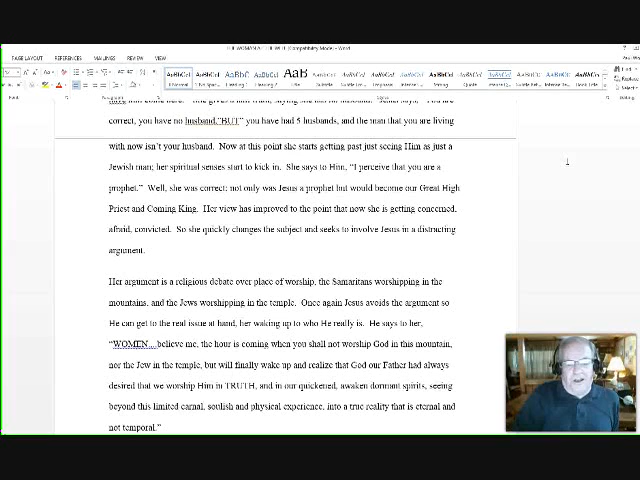 PAGE LAYOUT REFERENCES MAILINGS REVIEW VIEW
AaBbCcI
Paragraph Styles Editing
correct, you have no husband,"BUT" you have had 5 husbands, and the man that you are living
with now isn't your husband. Now at this point she starts getting past just seeing Him as just a
Jewish man; her spiritual senses start to kick in. She says to Him, "I perceive that you are a
prophet." Well, she was correct; not only was Jesus a prophet but would become our Great High
Priest and Coming King. Her view has improved to the point that now she is getting concerned,
afraid, convicted. So she quickly changes the subject and seeks to involve Jesus in a distracting
argument.
Her argument is a religious debate over place of worship, the Samaritans worshipping in the
mountains, and the Jews worshipping in the temple. Once again Jesus avoids the argument so
He can get to the real issue at hand, her waking up to who He really is. He says to her,
"WOMEN... believe me, the hour is coming when you shall not worship God in this mountain,
nor the Jew in the temple, but will finally wake up and realize that God our Father had always
desired that we worship Him in TRUTH, and in our quickened, awaken dormant spirits, seeing
beyond this limited carnal, soulish and physical experience, into a true reality that is eternal and
not temporal."